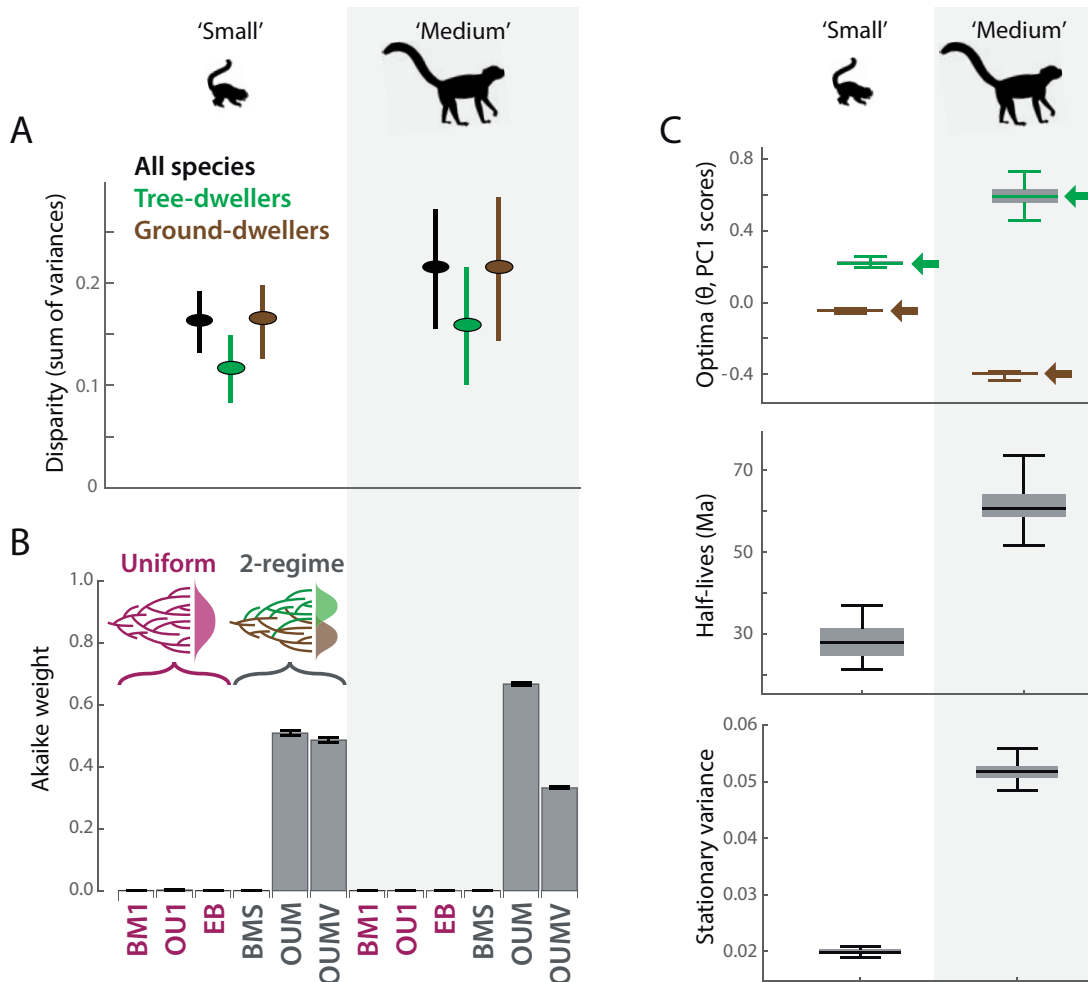 'Small'
'Medium'
A
All species
Tree-dwellers
Ground-dwellers
Disparity (sum of variances)
0.2
0.1
0
B
Uniform
2-regime
Akaike weight
1.0
0.8
0.6
0.4
0.2
0.0
BM1
OU1
EB
BMS
OUM
OUMV
BM1
OU1
EB
BMS
OUM
OUMV
'Small'
'Medium'
C
Optima (θ, PC1 scores)
0.8
0.4
0.0
-0.4
Half-lives (Ma)
70
50
30
Stationary variance
0.06
0.05
0.04
0.03
0.02